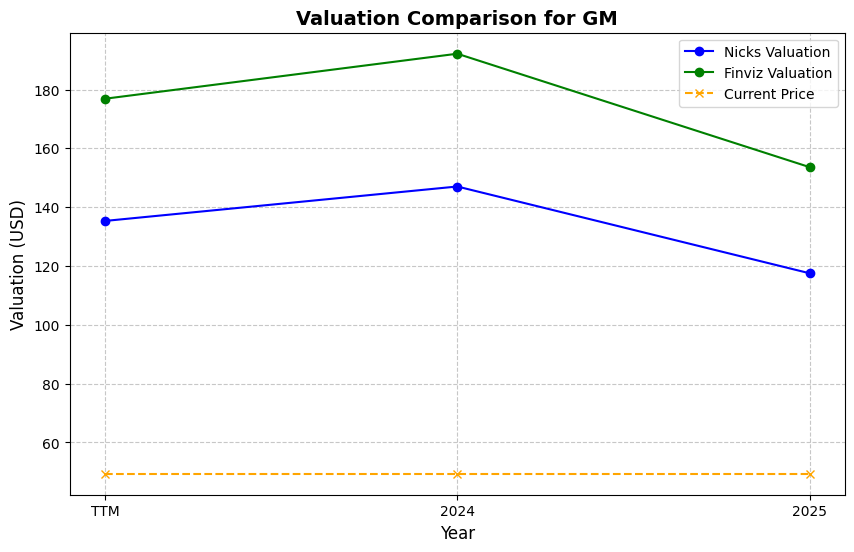 Valuation Comparison for GM
Nicks Valuation
Finviz Valuation
Current Price
180
160
140
120
100
80
60
Valuation (USD)
TTM
2024
2025
Year